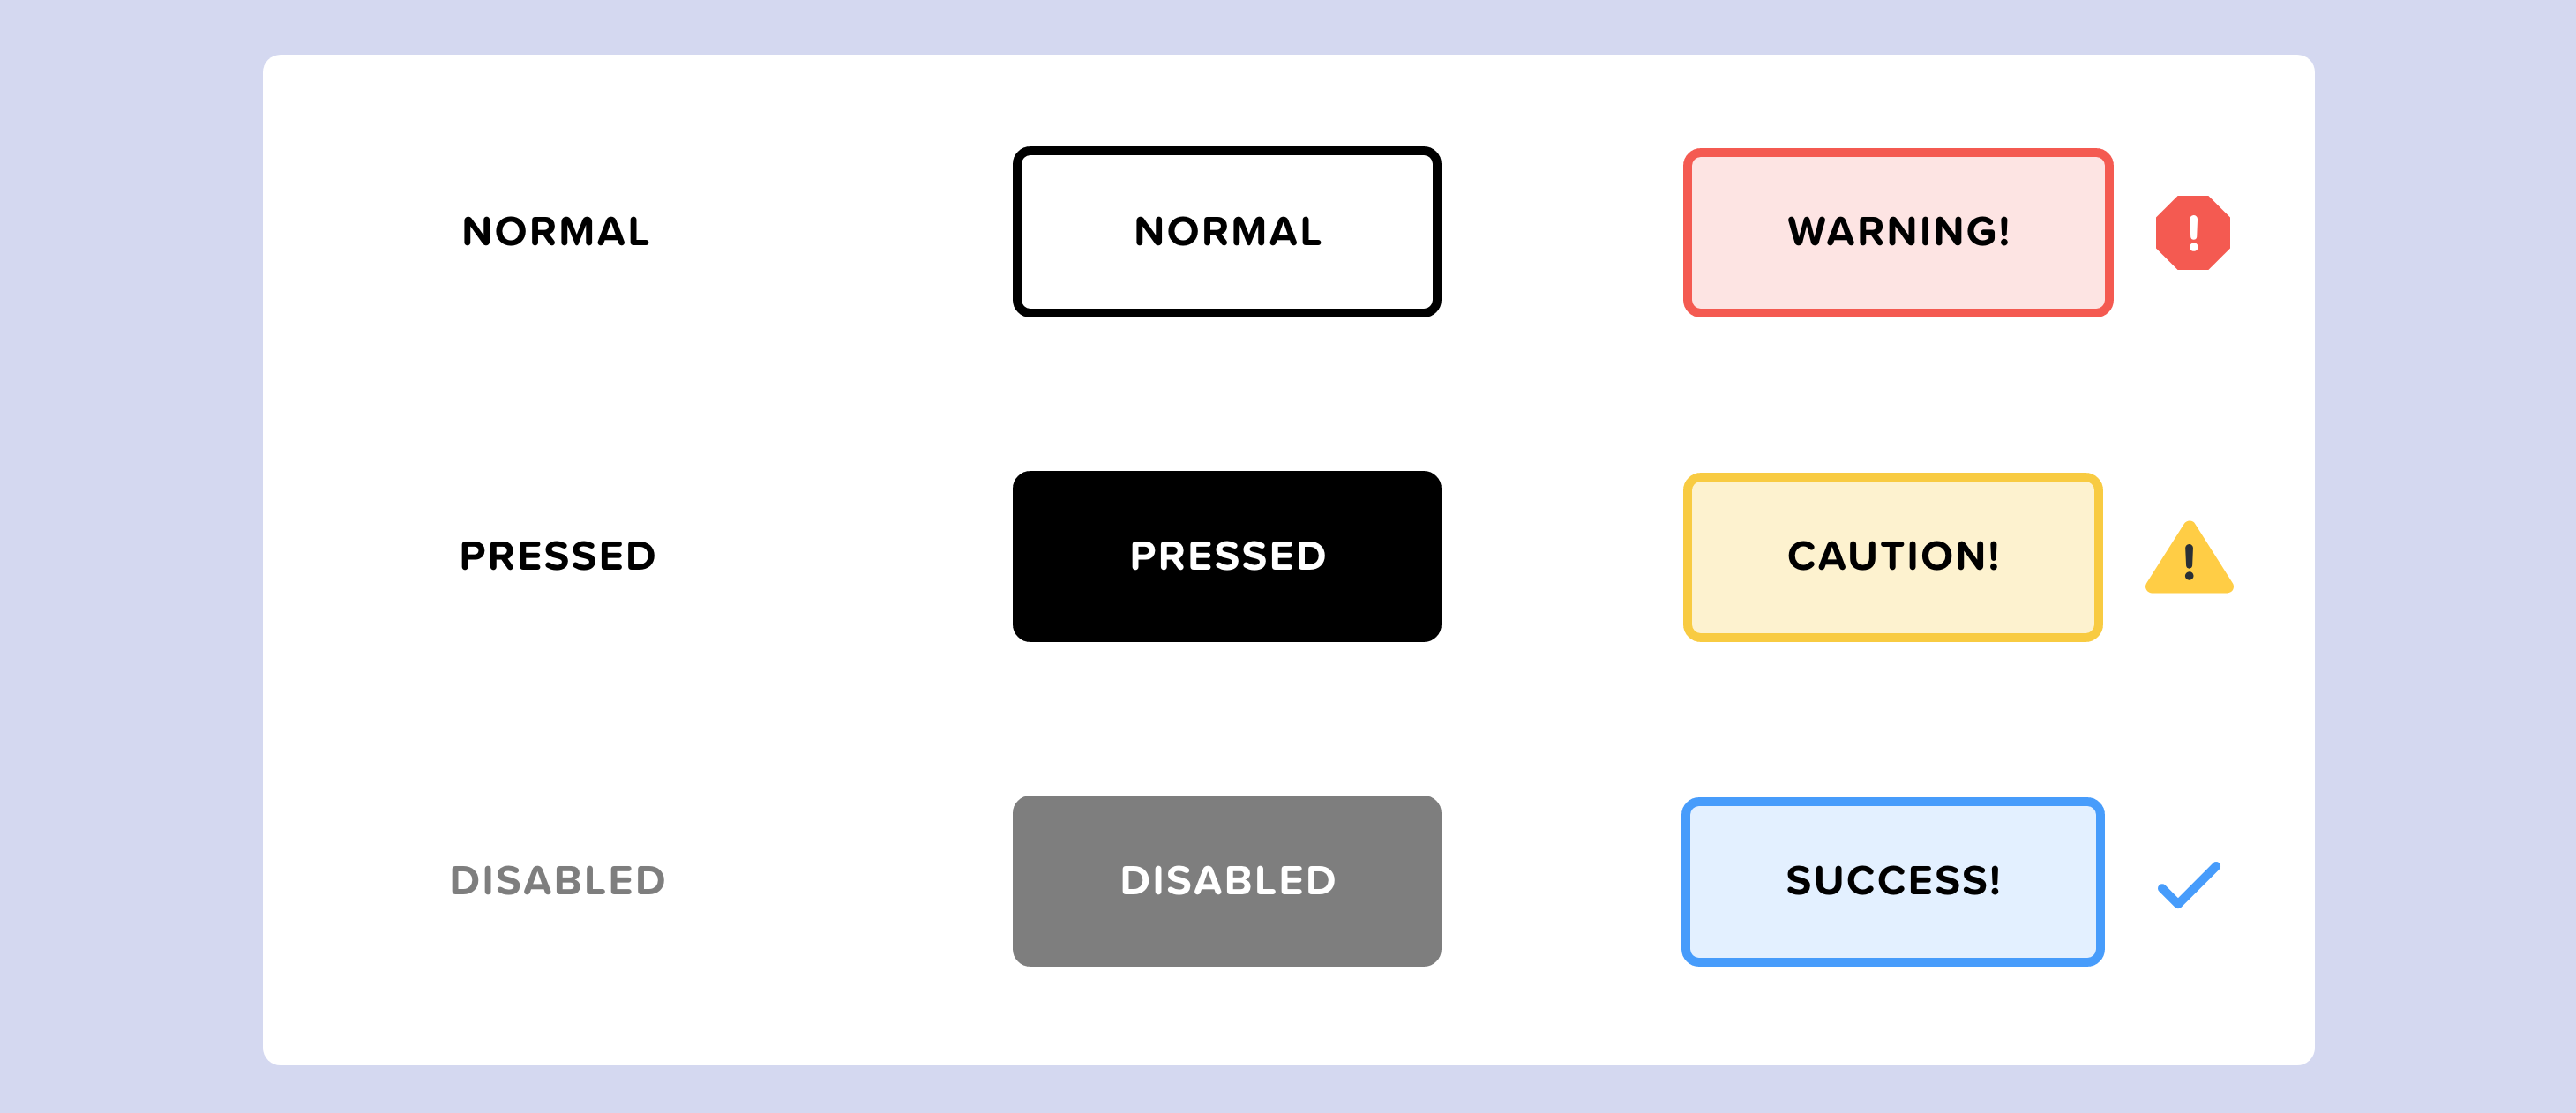 NORMAL
NORMAL
WARNING!
!
PRESSED
PRESSED
CAUTION!
!
DISABLED
DISABLED
SUCCESS!